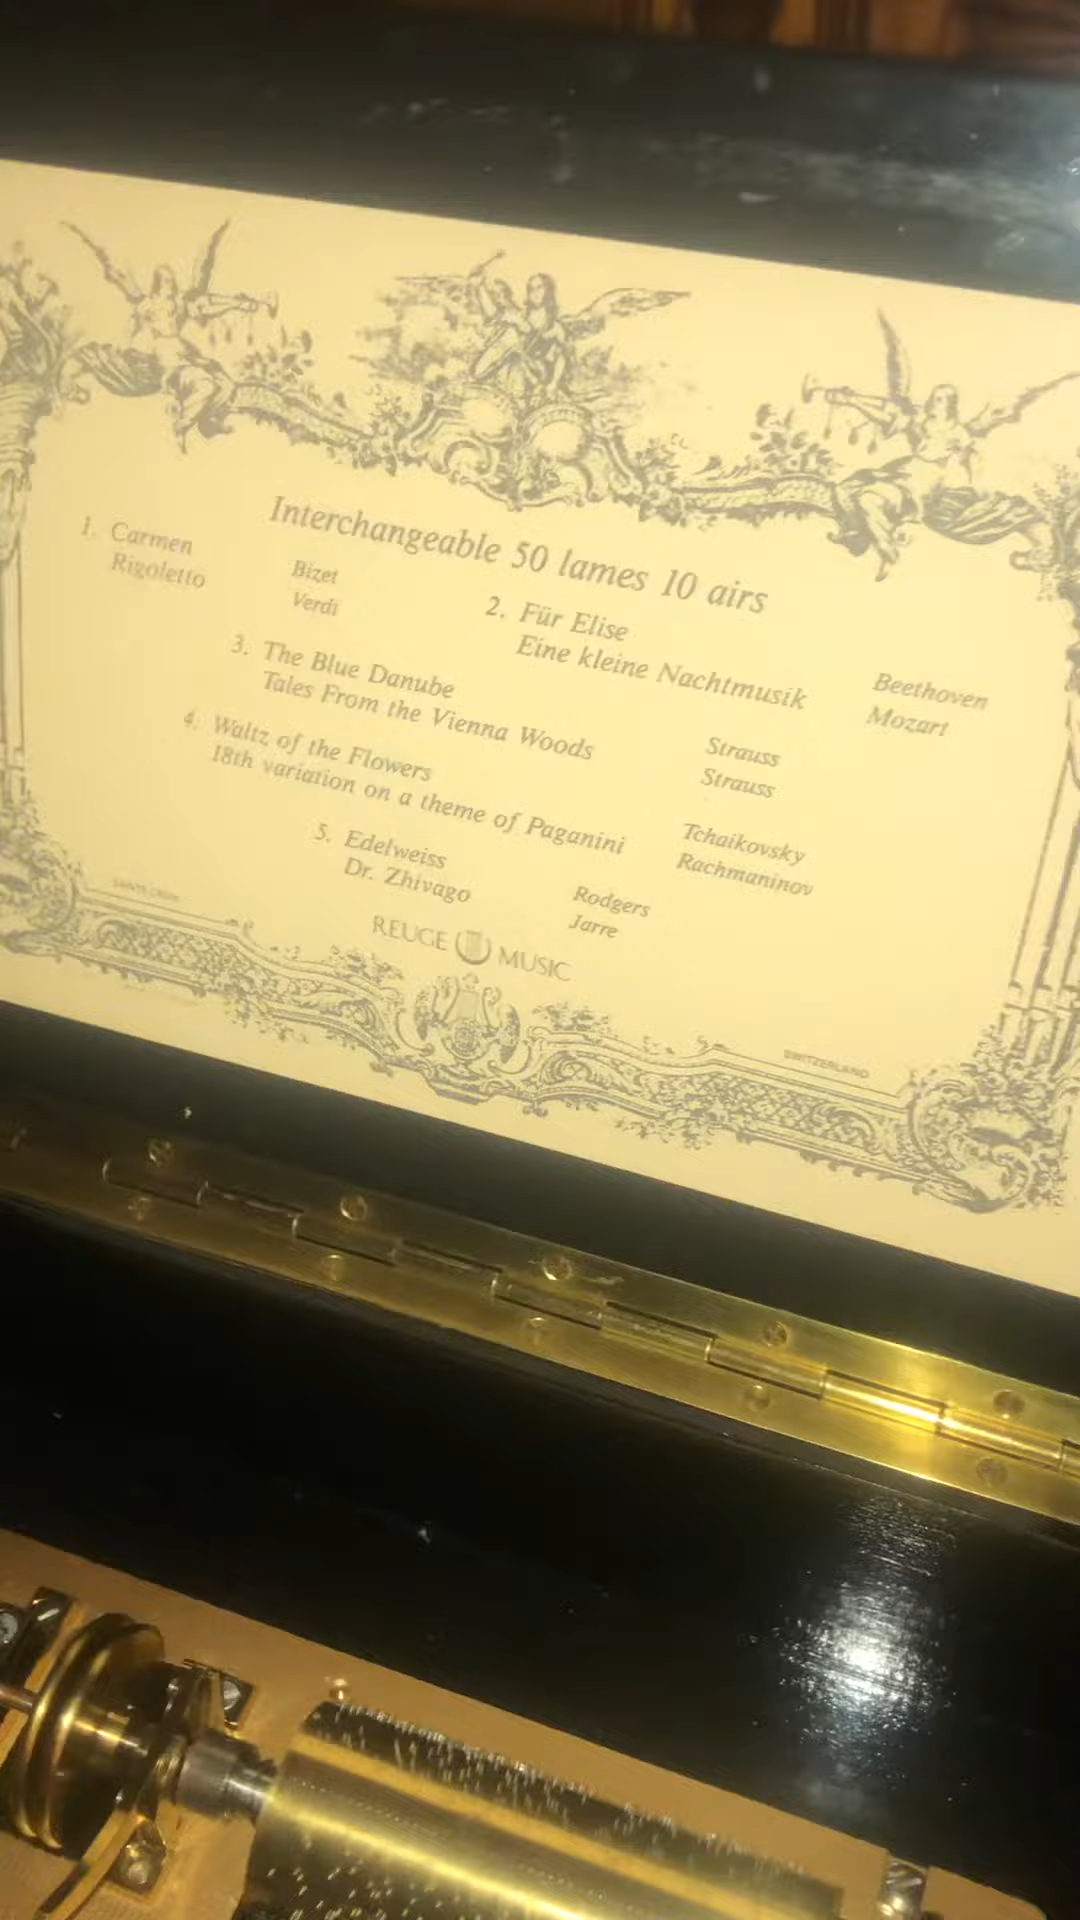 Interchangeable 50 lames 10 airs
1. Carmen Bizet
Rigoletto Verdi
2. Für Elise Beethoven
Eine kleine Nachtmusik Mozart
3. The Blue Danube Strauss
Tales From the Vienna Woods Strauss
4. Waltz of the Flowers Tchaikovsky
18th variation on a theme of Paganini Rachmaninov
5. Edelweiss Rodgers
Dr. Zhivago Jarre
REUGE MUSIC
SAINTE-CROIX
SWITZERLAND